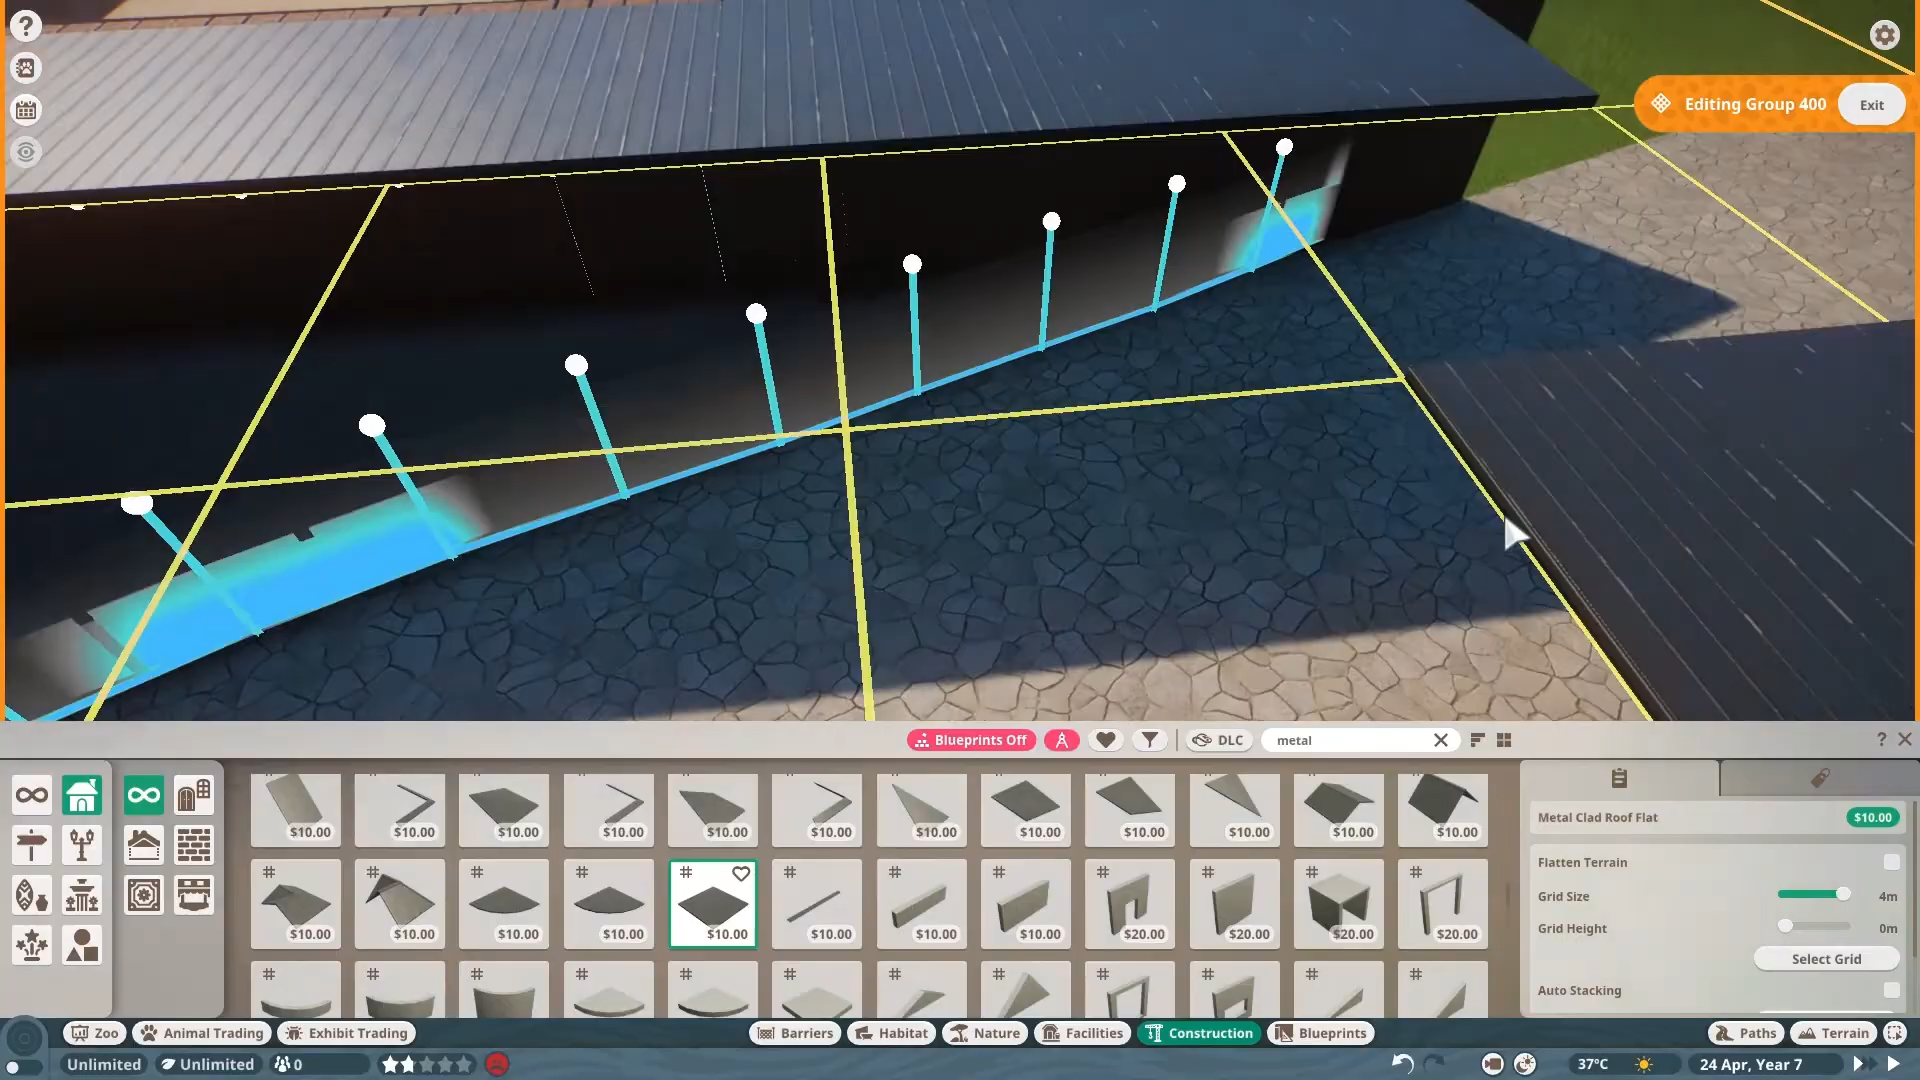 ?
Editing Group 400 Exit
Blueprints Off DLC metal ?
$10.00 $10.00 $10.00 $10.00 $10.00 $10.00 $10.00 $10.00 $10.00 $10.00 $10.00 $10.00
# # # # # # # # # # # #
$10.00 $10.00 $10.00 $10.00 $10.00 $10.00 $10.00 $10.00 $20.00 $20.00 $20.00 $20.00
# # # # # # # # # # # #
Metal Clad Roof Flat $10.00
Flatten Terrain
Grid Size 4m
Grid Height 0m
Select Grid
Auto Stacking
Zoo Animal Trading Exhibit Trading Barriers Habitat Nature Facilities Construction Blueprints Paths Terrain
Unlimited Unlimited 0 37°C 24 Apr, Year 7